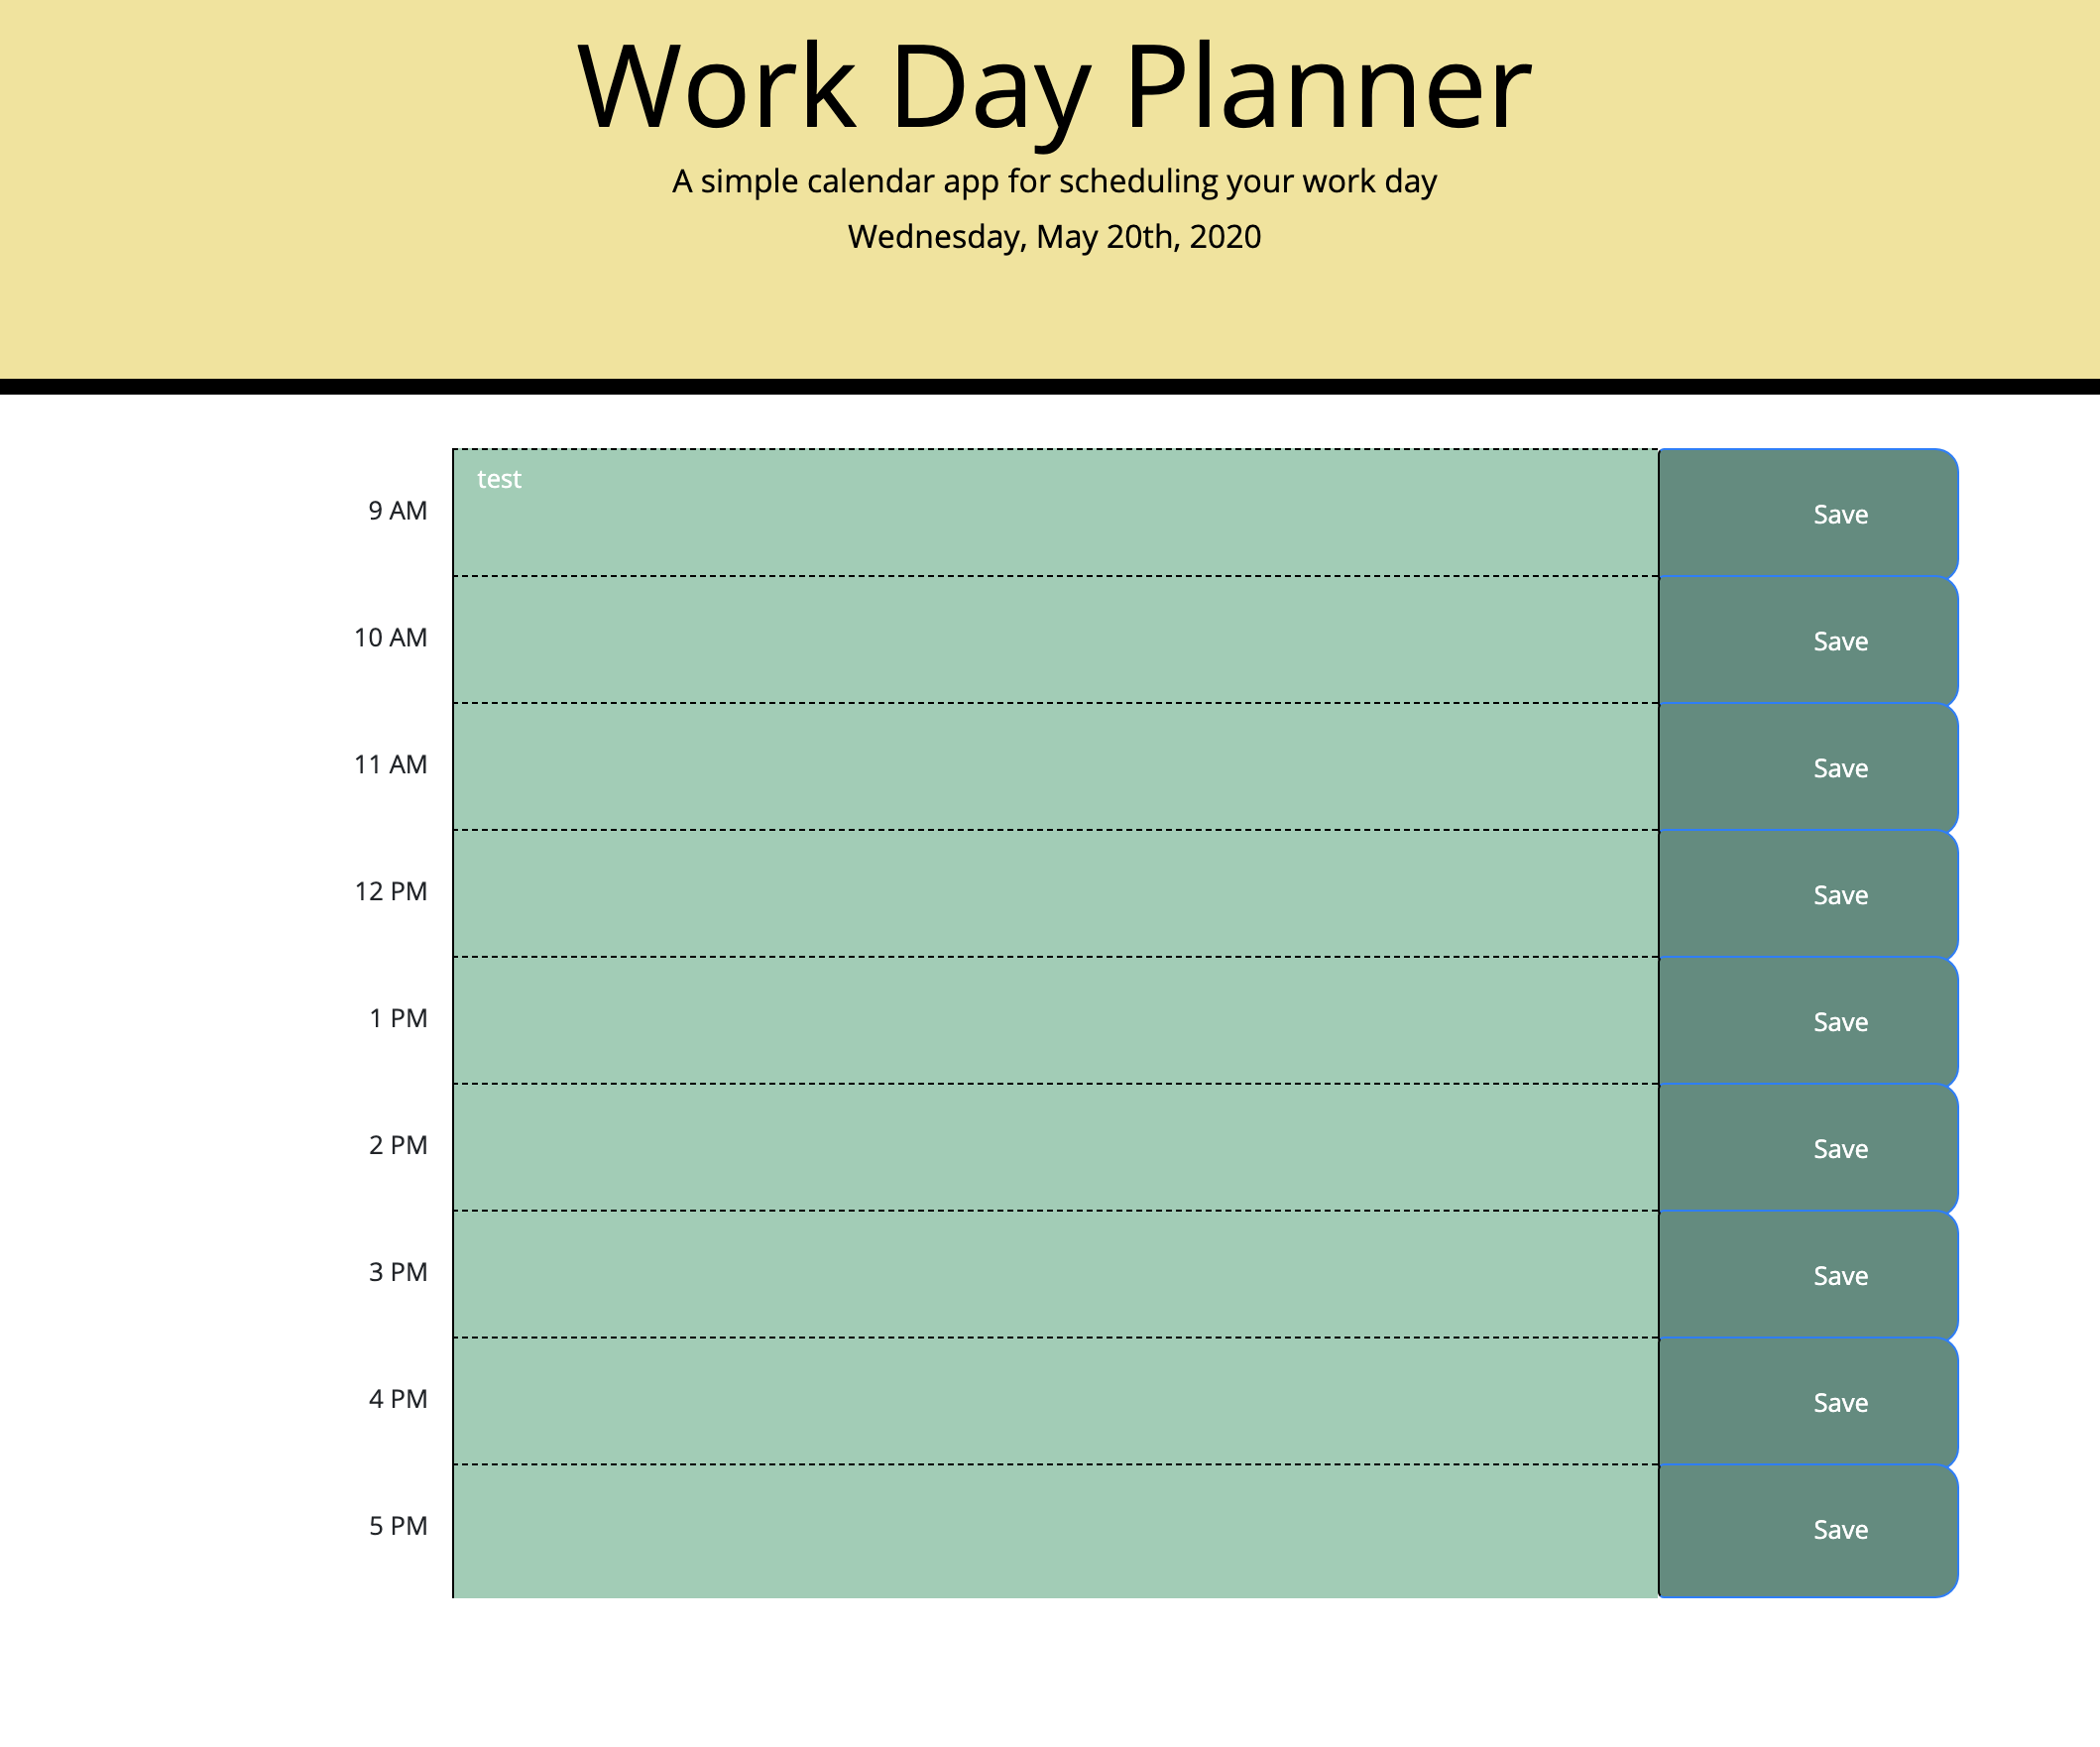 Work Day Planner
A simple calendar app for scheduling your work day
Wednesday, May 20th, 2020
test
9 AM
Save
10 AM
Save
11 AM
Save
12 PM
Save
1 PM
Save
2 PM
Save
3 PM
Save
4 PM
Save
5 PM
Save